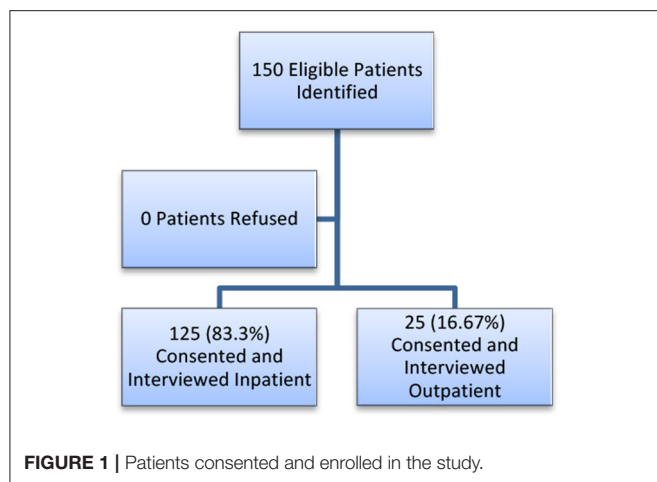 150 Eligible Patients
Identified
0 Patients Refused
125 (83.3%)
Consented and
Interviewed Inpatient
25 (16.67%)
Consented and
Interviewed
Outpatient
FIGURE 1 | Patients consented and enrolled in the study.